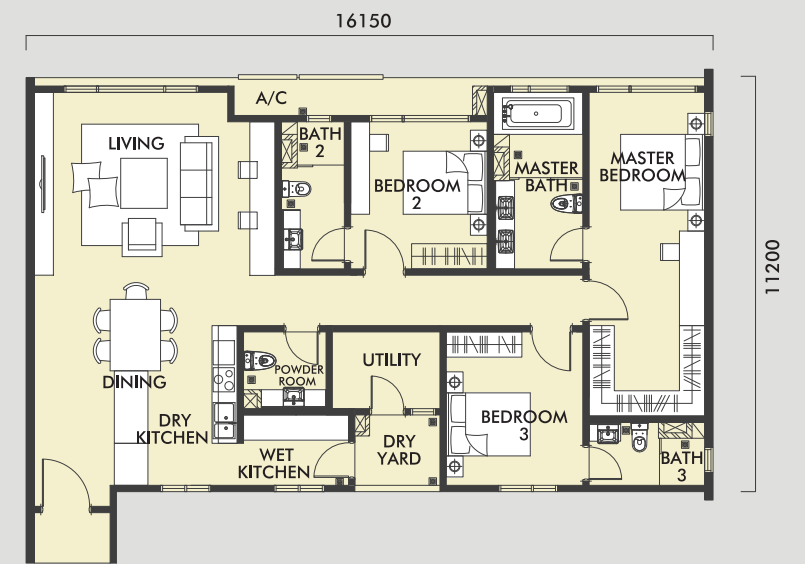 16150
A/C
LIVING
BATH
2
BEDROOM
2
MASTER
BATH
MASTER
BEDROOM
11200
DINING
DRY
KITCHEN
POWDER
ROOM
UTILITY
WET
KITCHEN
DRY
YARD
BEDROOM
3
BATH
3